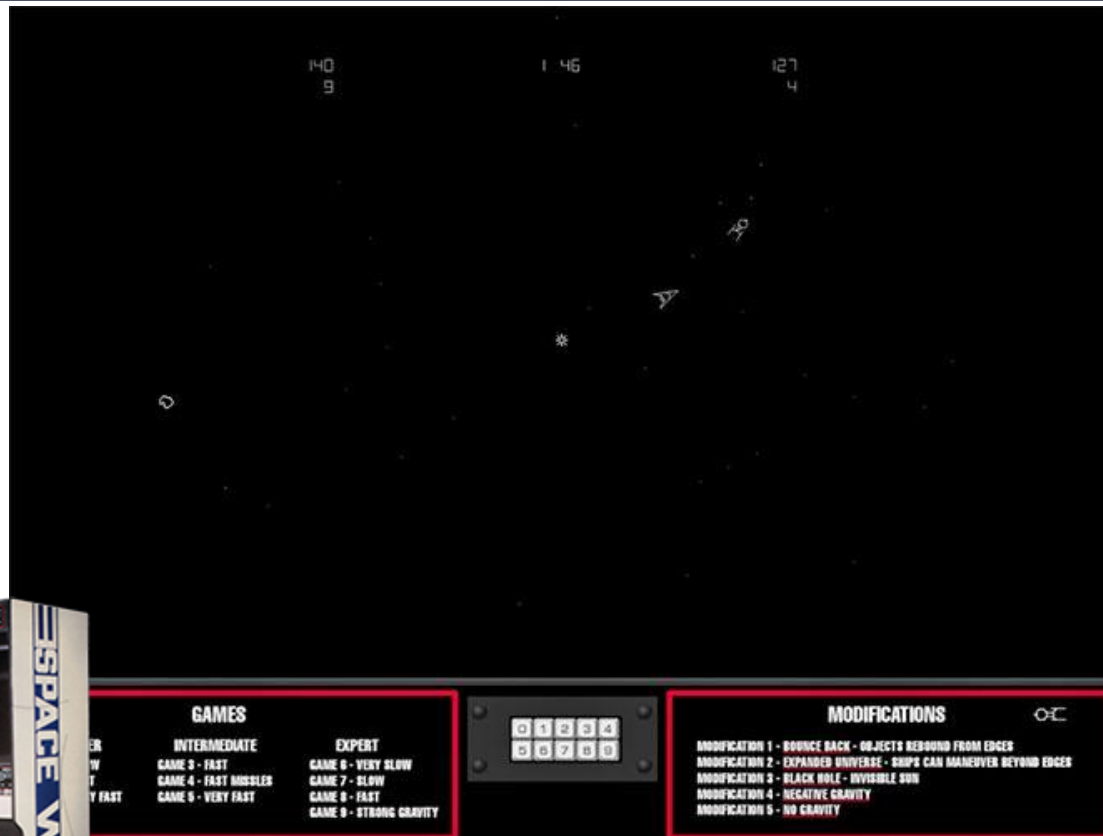 140
1 46
127
9
4
GAMES
INTERMEDIATE
EXPERT
GAME 3 - FAST
GAME 4 - FAST MISSLES
GAME 5 - VERY FAST
GAME 6 - VERY SLOW
GAME 7 - SLOW
GAME 8 - FAST
GAME 9 - STRONG GRAVITY
Y FAST
0 1 2 3 4
5 6 7 8 9
MODIFICATIONS
MODIFICATION 1 - BOUNCE BACK - OBJECTS REBOUND FROM EDGES
MODIFICATION 2 - EXPANDED UNIVERSE - SHIPS CAN MANEUVER BEYOND EDGES
MODIFICATION 3 - BLACK HOLE - INVISIBLE SUN
MODIFICATION 4 - NEGATIVE GRAVITY
MODIFICATION 5 - NO GRAVITY
SPACE W